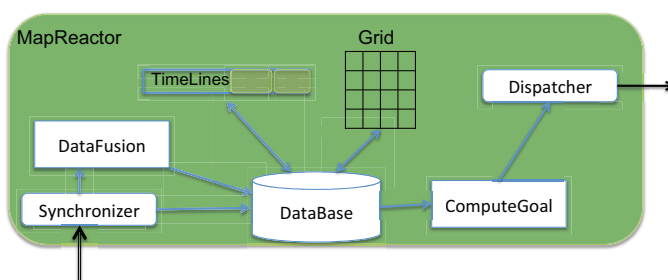 MapReactor
Grid
TimeLines
Dispatcher
DataFusion
Synchronizer
DataBase
ComputeGoal